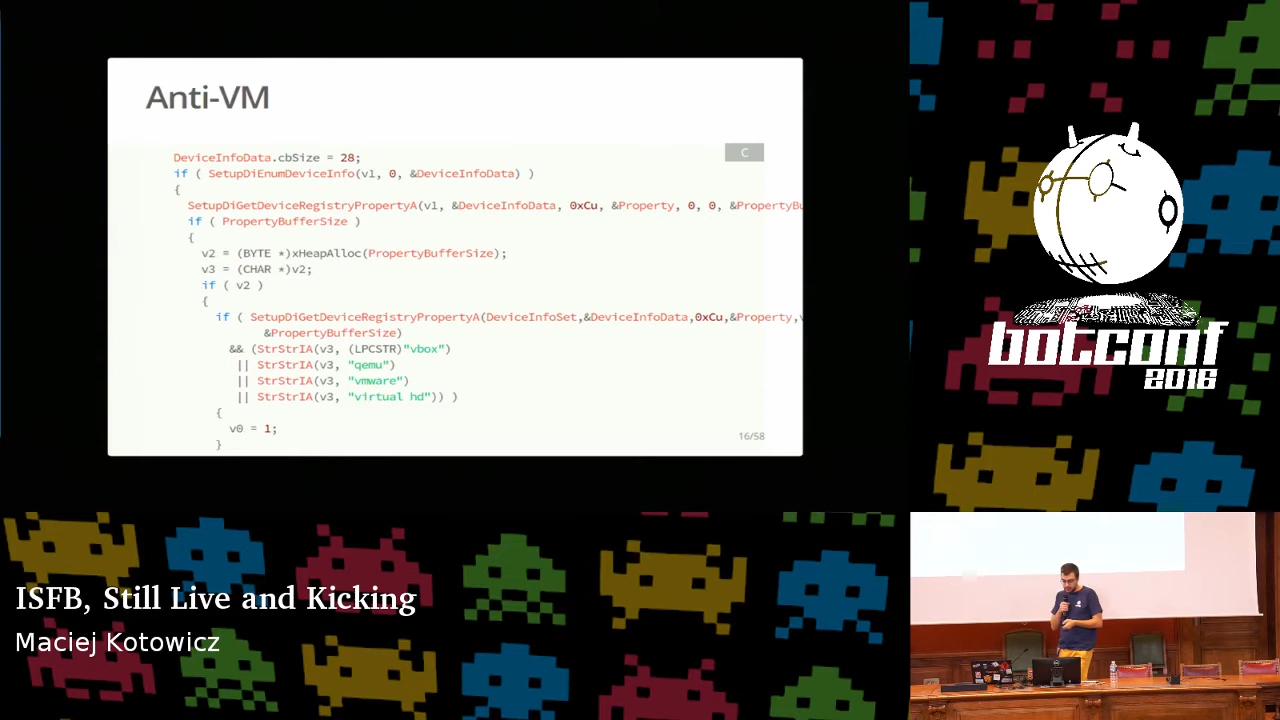 Anti-VM
C
DeviceInfoData.cbSize = 28;
if ( SetupDiEnumDeviceInfo(v1, 0, &DeviceInfoData) )
{
SetupDiGetDeviceRegistryPropertyA(v1, &DeviceInfoData, 0xCu, &Property, 0, 0, &PropertyBu
if ( PropertyBufferSize )
{
v2 = (BYTE *)xHeapAlloc(PropertyBufferSize);
v3 = (CHAR *)v2;
if ( v2 )
{
if ( SetupDiGetDeviceRegistryPropertyA(DeviceInfoSet,&DeviceInfoData,0xCu,&Property,v
&PropertyBufferSize)
&& (StrStrIA(v3, (LPCSTR)"vbox")
|| StrStrIA(v3, "qemu")
|| StrStrIA(v3, "vmware")
|| StrStrIA(v3, "virtual hd")) )
{
v0 = 1;
}
16/58
botconf
2016
ISFB, Still Live and Kicking
Maciej Kotowicz